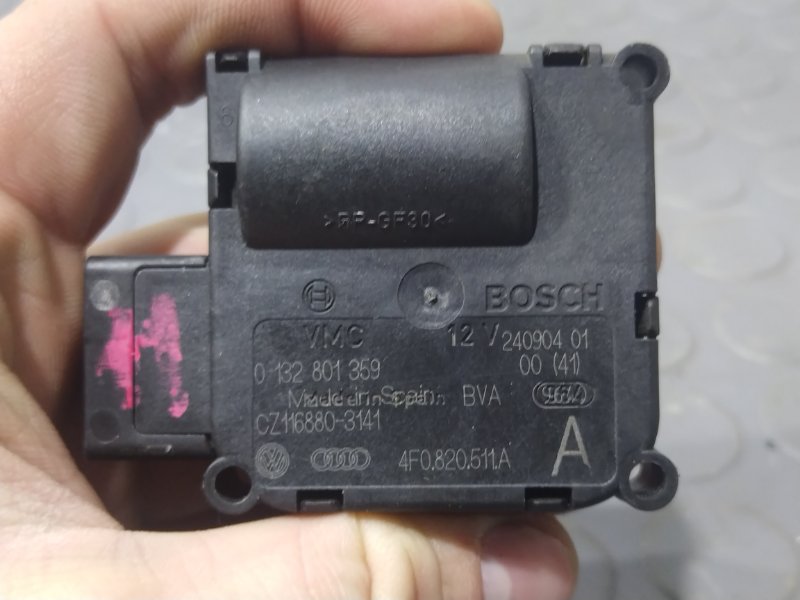 >PP-GF30<
BOSCH
VMC 12 V 240904 01
0 132 801 359 00 (41)
Made in Spain BVA
CZ116880-3141
4F0.820.511.A A